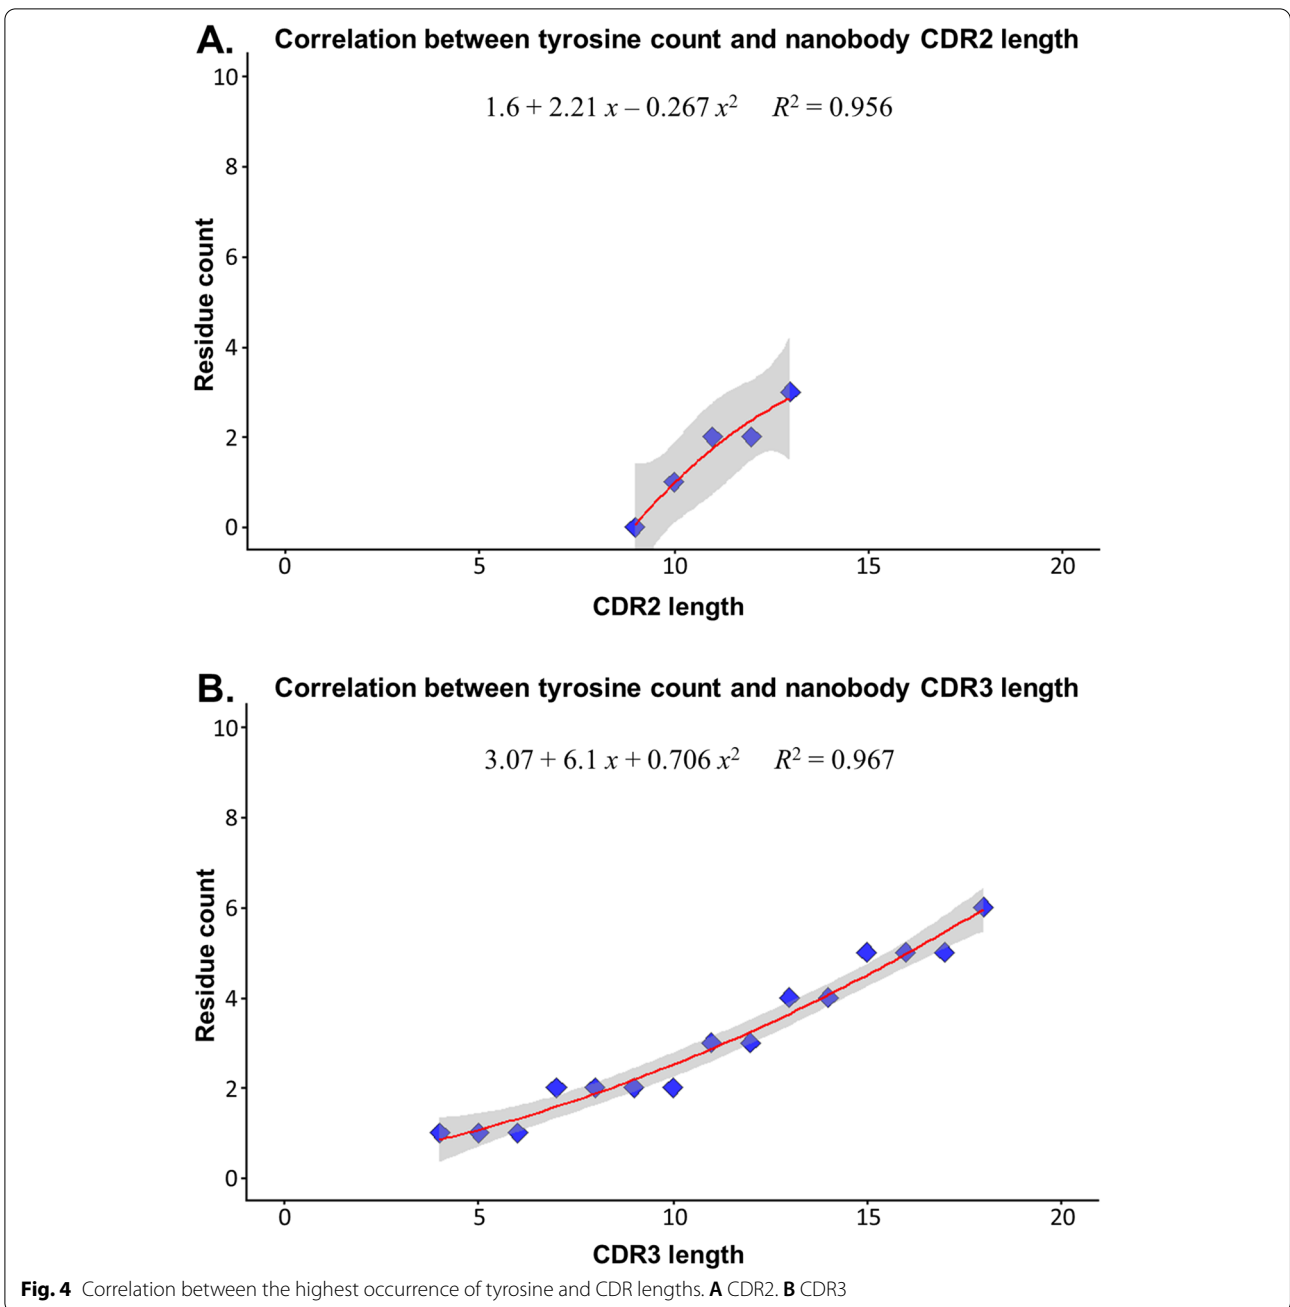 A. Correlation between tyrosine count and nanobody CDR2 length
1.6 + 2.21 x – 0.267 x² R² = 0.956
Residue count
10
8
6
4
2
0
0 5 10 15 20
CDR2 length
B. Correlation between tyrosine count and nanobody CDR3 length
3.07 + 6.1 x + 0.706 x² R² = 0.967
Residue count
10
8
6
4
2
0
0 5 10 15 20
CDR3 length
Fig. 4 Correlation between the highest occurrence of tyrosine and CDR lengths. A CDR2. B CDR3